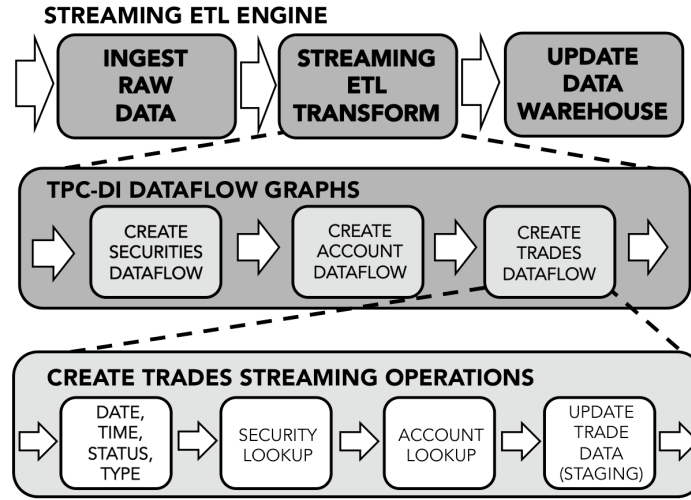 STREAMING ETL ENGINE
INGEST
RAW
DATA
STREAMING
ETL
TRANSFORM
UPDATE
DATA
WAREHOUSE
TPC-DI DATAFLOW GRAPHS
CREATE
SECURITIES
DATAFLOW
CREATE
ACCOUNT
DATAFLOW
CREATE
TRADES
DATAFLOW
CREATE TRADES STREAMING OPERATIONS
DATE,
TIME,
STATUS,
TYPE
SECURITY
LOOKUP
ACCOUNT
LOOKUP
UPDATE
TRADE
DATA
(STAGING)